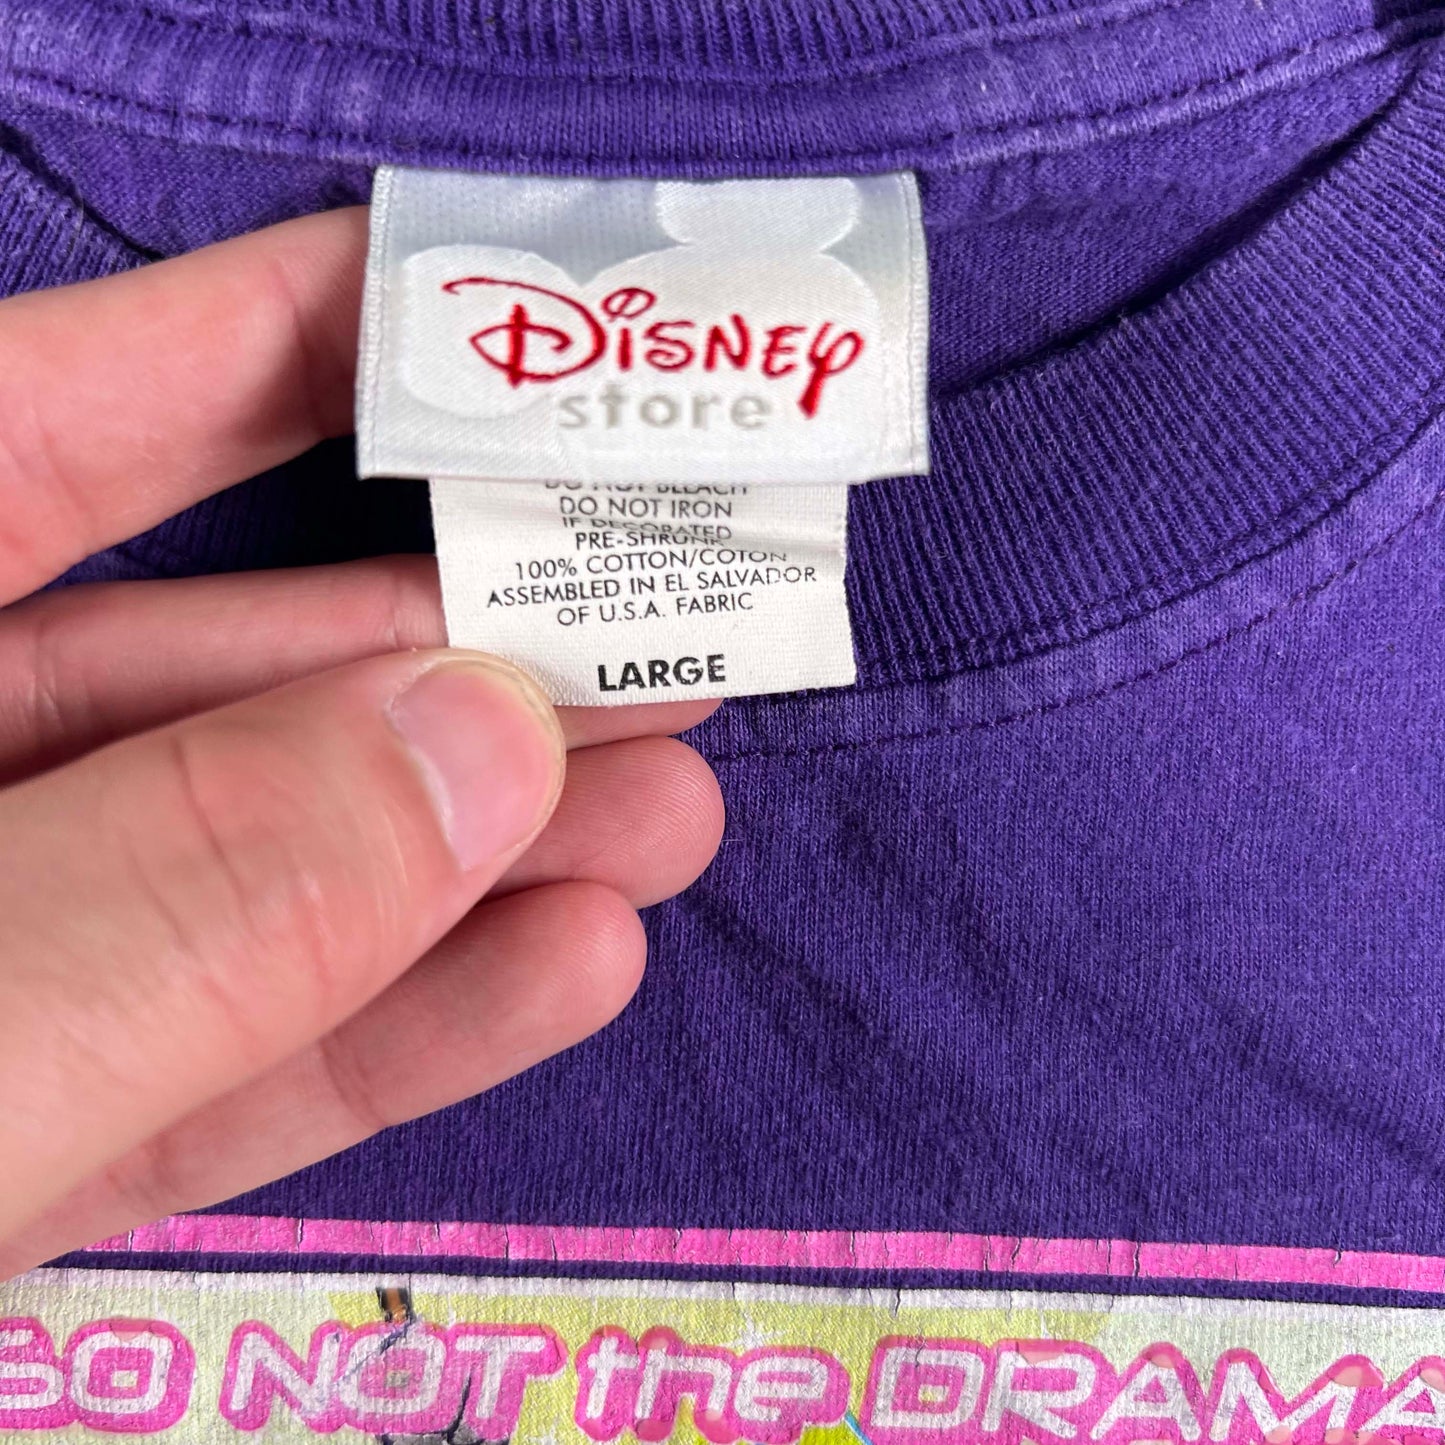 Disney
store
DO NOT BLEACH
DO NOT IRON
IF DECORATED
PRE-SHRUNK
100% COTTON/COTON
ASSEMBLED IN EL SALVADOR
OF U.S.A. FABRIC
LARGE
SO NOT the DRAMA